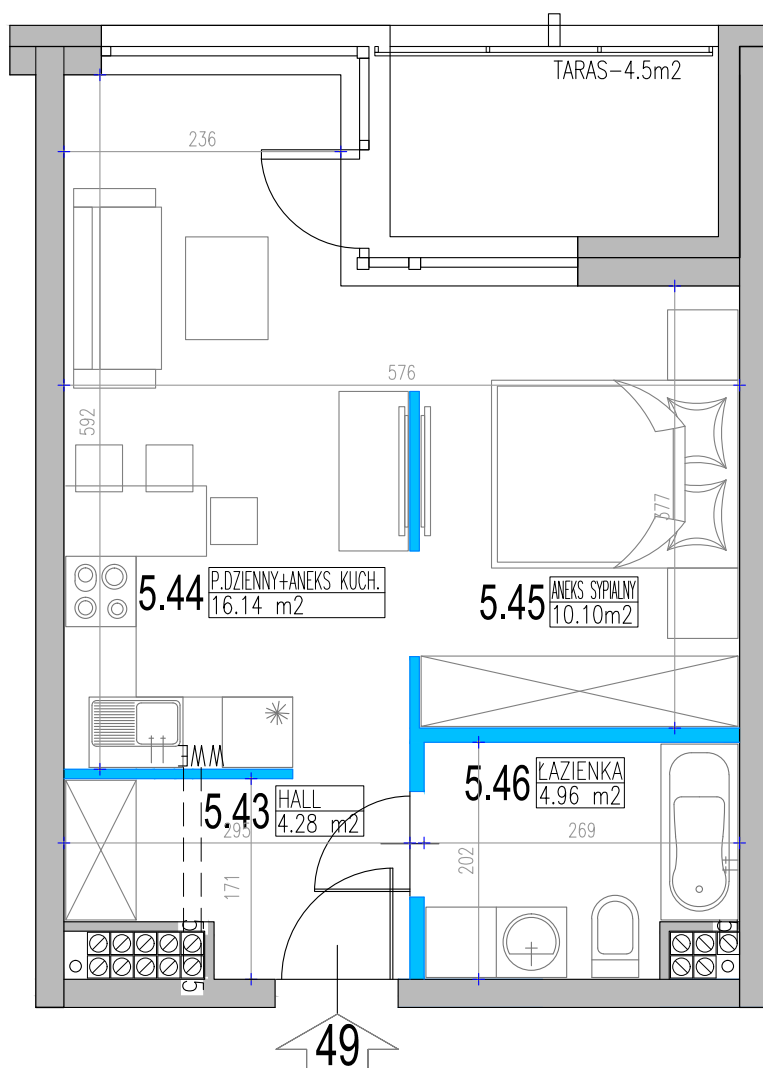 TARAS-4.5m2
236
576
592
377
5.44
P.DZIENNY+ANEKS KUCH.
16.14 m2
5.45
ANEKS SYPIALNY
10.10m2
WWE
5.46
ŁAZIENKA
4.96 m2
5.43
HALL
4.28 m2
295
269
202
171
49